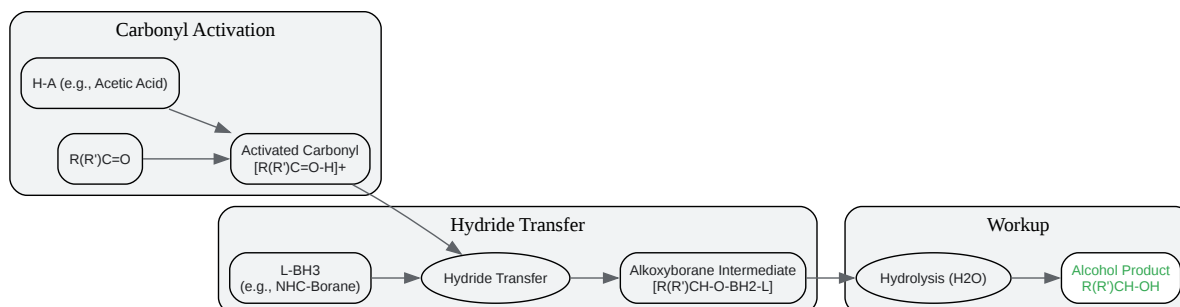 Carbonyl Activation
H-A (e.g., Acetic Acid)
R(R')C=O
Activated Carbonyl
[R(R')C=O-H]+
Hydride Transfer
L-BH3
(e.g., NHC-Borane)
Hydride Transfer
Alkoxyborane Intermediate
[R(R')CH-O-BH2-L]
Workup
Hydrolysis (H2O)
Alcohol Product
R(R')CH-OH